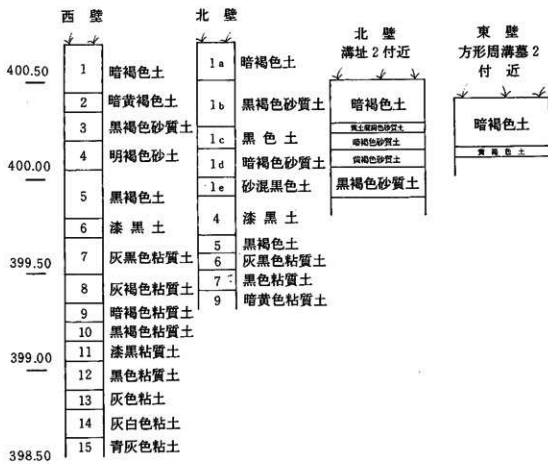 西 壁
400.50
400.00
399.50
399.00
398.50
1 暗褐色土
2 暗黄褐色土
3 黒褐色砂質土
4 明褐色砂土
5 黒褐色土
6 漆 黒 土
7 灰黒色粘質土
8 灰褐色粘質土
9 暗褐色粘質土
10 黒褐色粘質土
11 漆黒粘質土
12 黒色粘質土
13 灰色粘土
14 灰白色粘土
15 青灰色粘土
北 壁
1a 暗褐色土
1b 黒褐色砂質土
1c 黒 色 土
1d 暗褐色砂質土
1e 砂混黒色土
4 漆 黒 土
5 黒褐色土
6 灰黒色粘質土
7 黒色粘質土
9 暗黄色粘質土
北 壁
溝址 2 付近
暗褐色土
暗褐色砂質土
黄褐色砂質土
黒褐色砂質土
東 壁
方形周溝墓 2
付 近
暗褐色土
黄 褐 色 土